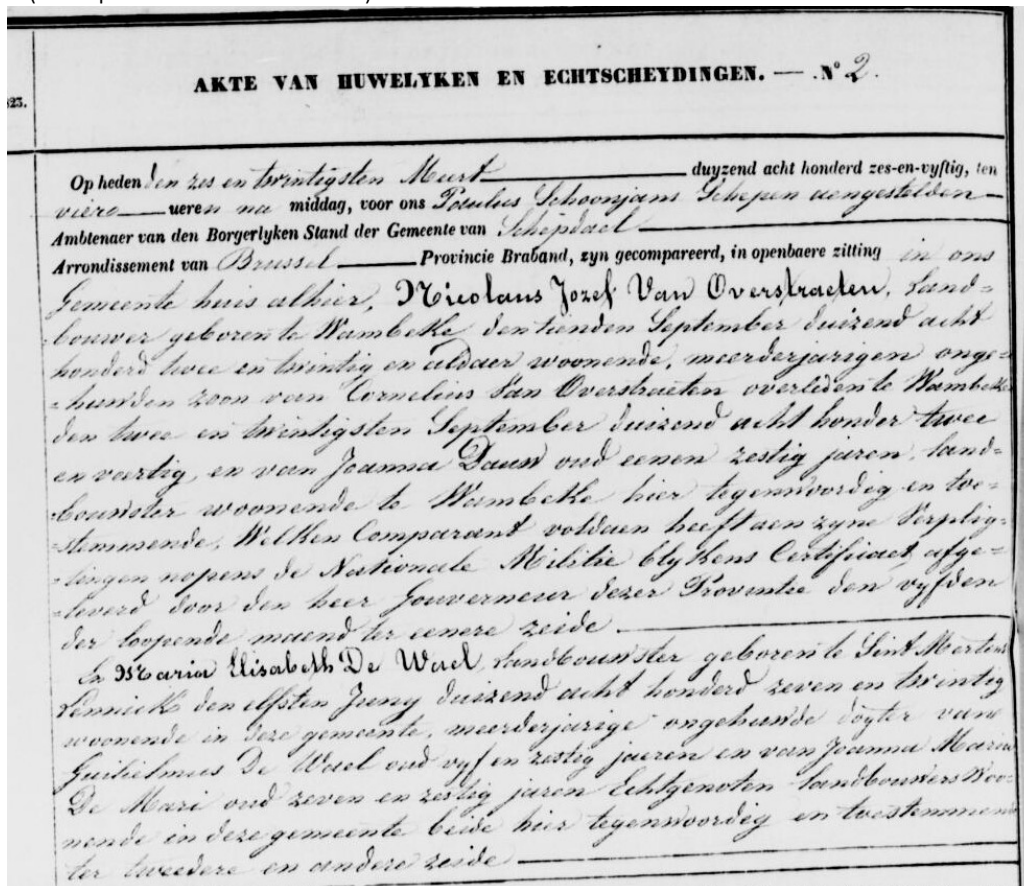 AKTE VAN HUWELYKEN EN ECHTSCHEYDINGEN. — N° 2.
Op heden den zes en twintigsten Meert duyzend acht honderd zes-en-vyftig, ten
viere ueren na middag, voor ons Paulus Schoonjans Schepen aengestelden
Ambtenaer van den Borgerlyken Stand der Gemeente van Schepdael
Arrondissement van Brussel Provincie Braband, zyn gecompareerd, in openbaere zitting in ons
Gemeente huis alhier, Nicolaus Jozef Van Overstraeten, Land=
bouwer geboren te Wambeke den tienden September duizend acht
honderd twee en twintig en aldaer woonende, meerderjarigen onge=
=huwden zoon van Cornelius Van Overstraeten overleden te Wambeke
den twee en twintigsten September duizend acht honder twee
en veertig, en van Joanna Dauw oud eenen zestig jaren, land=
=bouwster woonende te Wambeke hier tegenwoordig en toe=
=stemmende, Welken Comparant voldaen heeft aen zyne Verplig=
=tingen nopens de Nationale Militie blykens Certificaet, afge=
=leverd door den heer Gouverneur dezer Provintie den vyfden
der loopende maend ter eenere zeide
En Maria Elisabeth De Wael, Landbouwster geboren te Sint Mertens
Lennick den elfsten Juny duizend acht honderd zeven en twintig
woonende in deze gemeente, meerderjarige ongehuwde dogter van
Guilielmus De Wael oud vyf en zestig jaeren en van Joanna Maria
De Mari oud zeven en zestig jaren Echtgenoten landbouwers Woo=
nende in deze gemeente beide hier tegenwoordig en toestemmende
ter tweedere en andere zeide